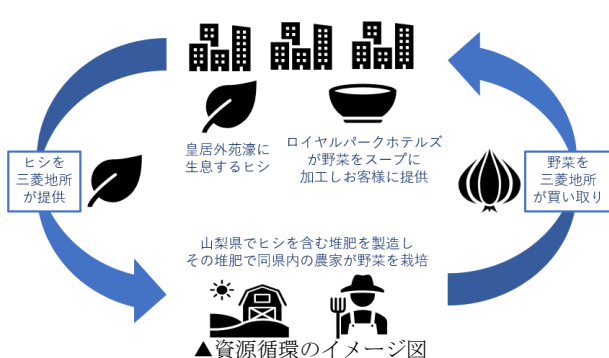 皇居外苑濠に
生息するヒシ
ロイヤルパークホテルズ
が野菜をスープに
加工しお客様に提供
ヒシを
三菱地所
が提供
野菜を
三菱地所
が買い取り
山梨県でヒシを含む堆肥を製造し
その堆肥で同県内の農家が野菜を栽培
▲資源循環のイメージ図